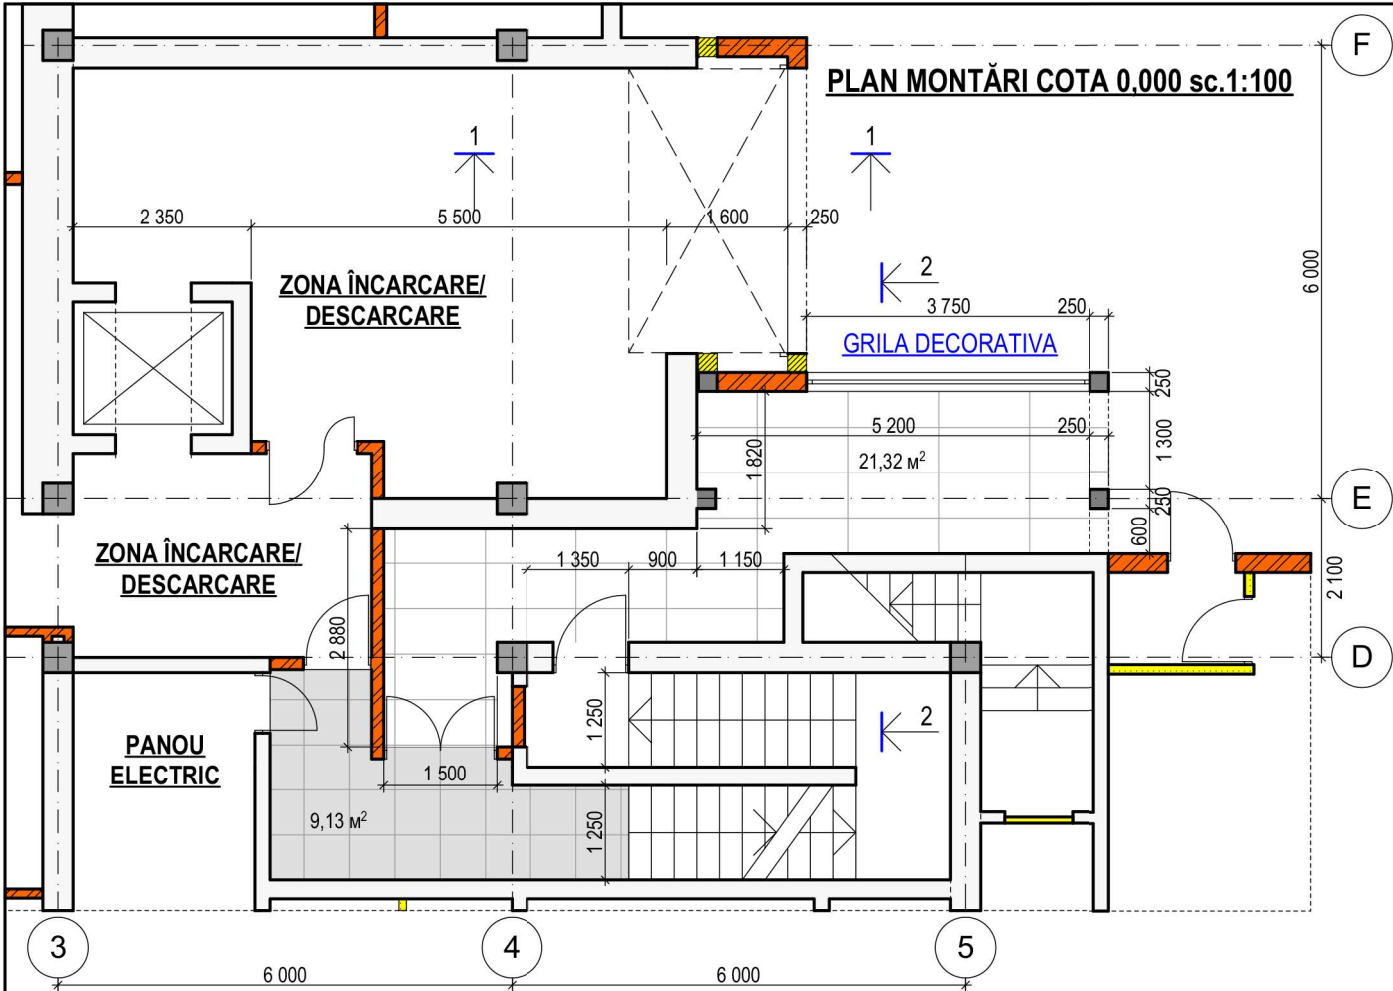 F
PLAN MONTĂRI COTA 0,000 sc.1:100
1
1
2 350
5 500
1 600
250
6 000
2
ZONA ÎNCARCARE/
DESCARCARE
3 750
250
GRILA DECORATIVA
250
5 200
250
1 300
1 820
21,32 м²
E
250
600
ZONA ÎNCARCARE/
DESCARCARE
1 350
900
1 150
2 100
2 880
D
1 250
2
PANOU
ELECTRIC
1 500
9,13 м²
1 250
3
4
5
6 000
6 000